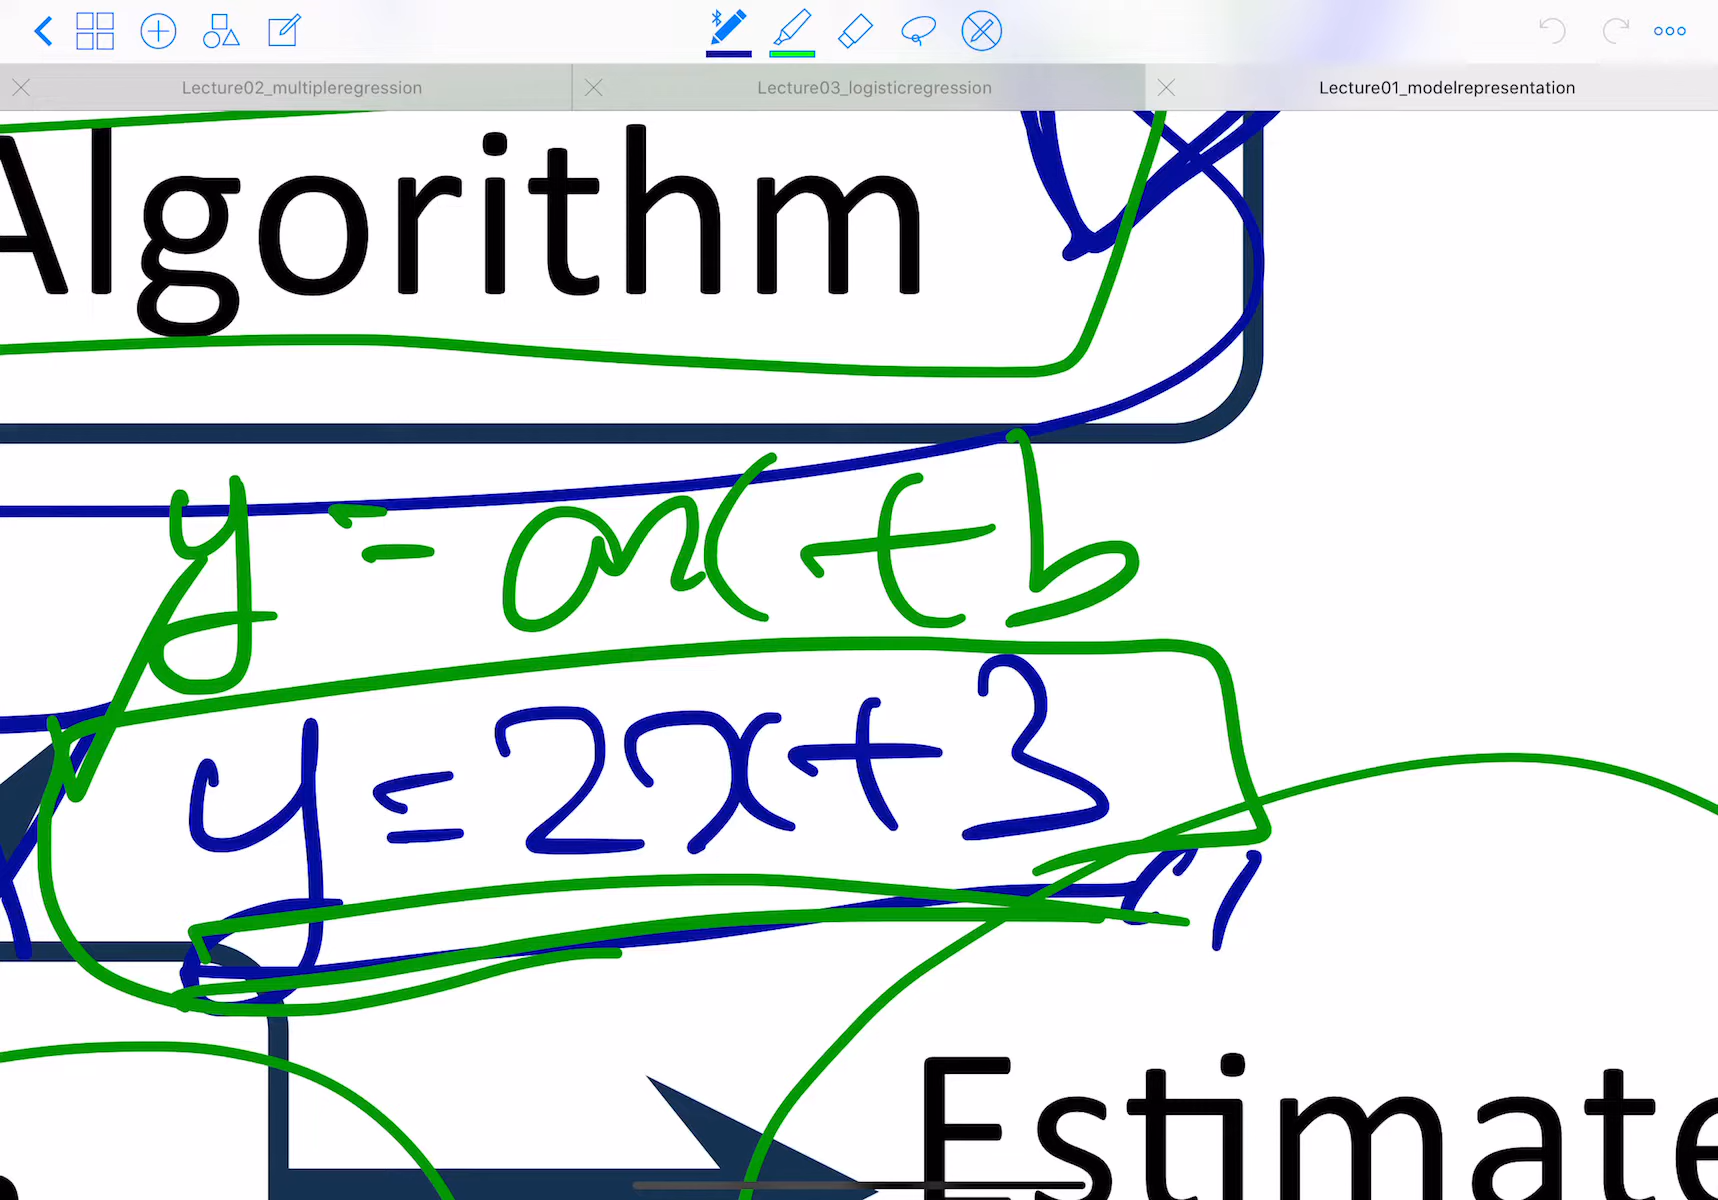 Lecture02_multipleregression
Lecture03_logisticregression
Lecture01_modelrepresentation
Algorithm
y = ax + b
y = 2x + 3
Estimate